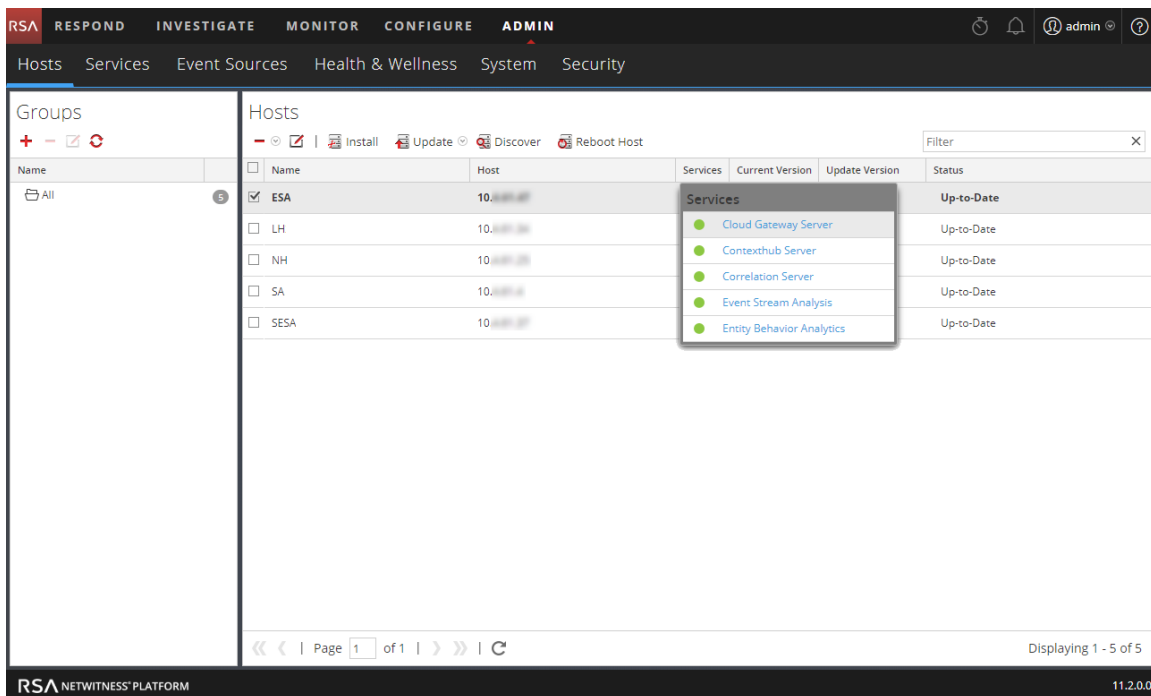 RSA RESPOND INVESTIGATE MONITOR CONFIGURE ADMIN admin
Hosts Services Event Sources Health & Wellness System Security
Groups
Name
All 5
Hosts
Install Update Discover Reboot Host Filter
Name Host Services Current Version Update Version Status
ESA 10. Up-to-Date
LH 10. Up-to-Date
NH 10 Up-to-Date
SA 10. Up-to-Date
SESA 10 Up-to-Date
Services
Cloud Gateway Server
Contexthub Server
Correlation Server
Event Stream Analysis
Entity Behavior Analytics
Page 1 of 1 Displaying 1 - 5 of 5
RSA NETWITNESS® PLATFORM 11.2.0.0